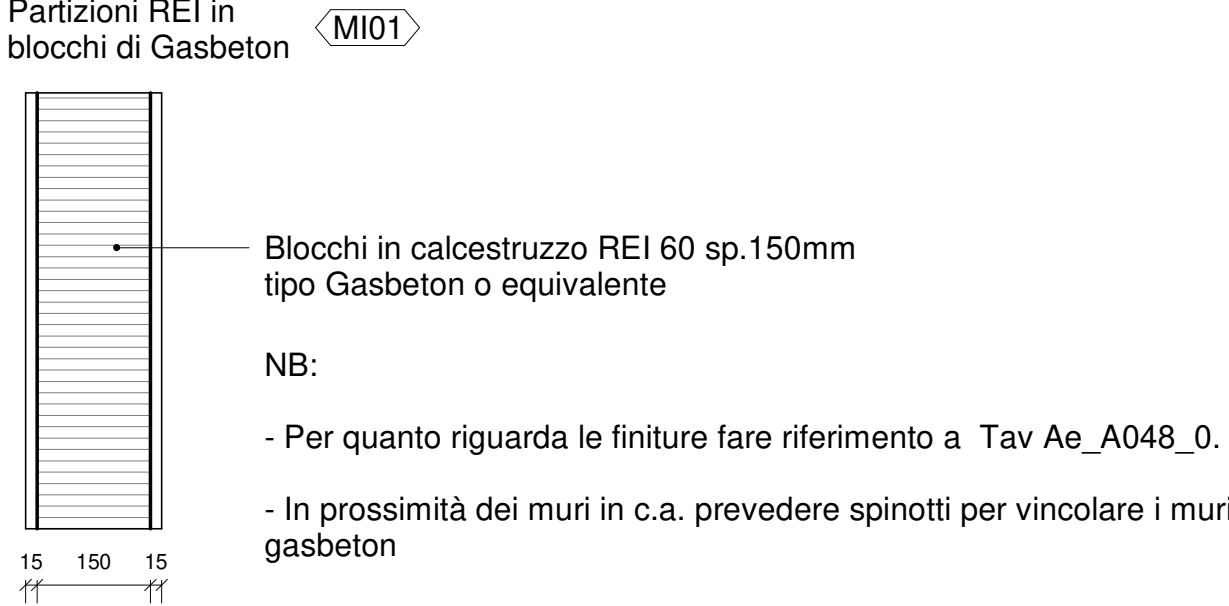 Partizioni REI in
blocchi di Gasbeton
MI01
Blocchi in calcestruzzo REI 60 sp.150mm
tipo Gasbeton o equivalente
NB:
- Per quanto riguarda le finiture fare riferimento a  Tav Ae_A048_0.
- In prossimità dei muri in c.a. prevedere spinotti per vincolare i muri
gasbeton
15 150 15